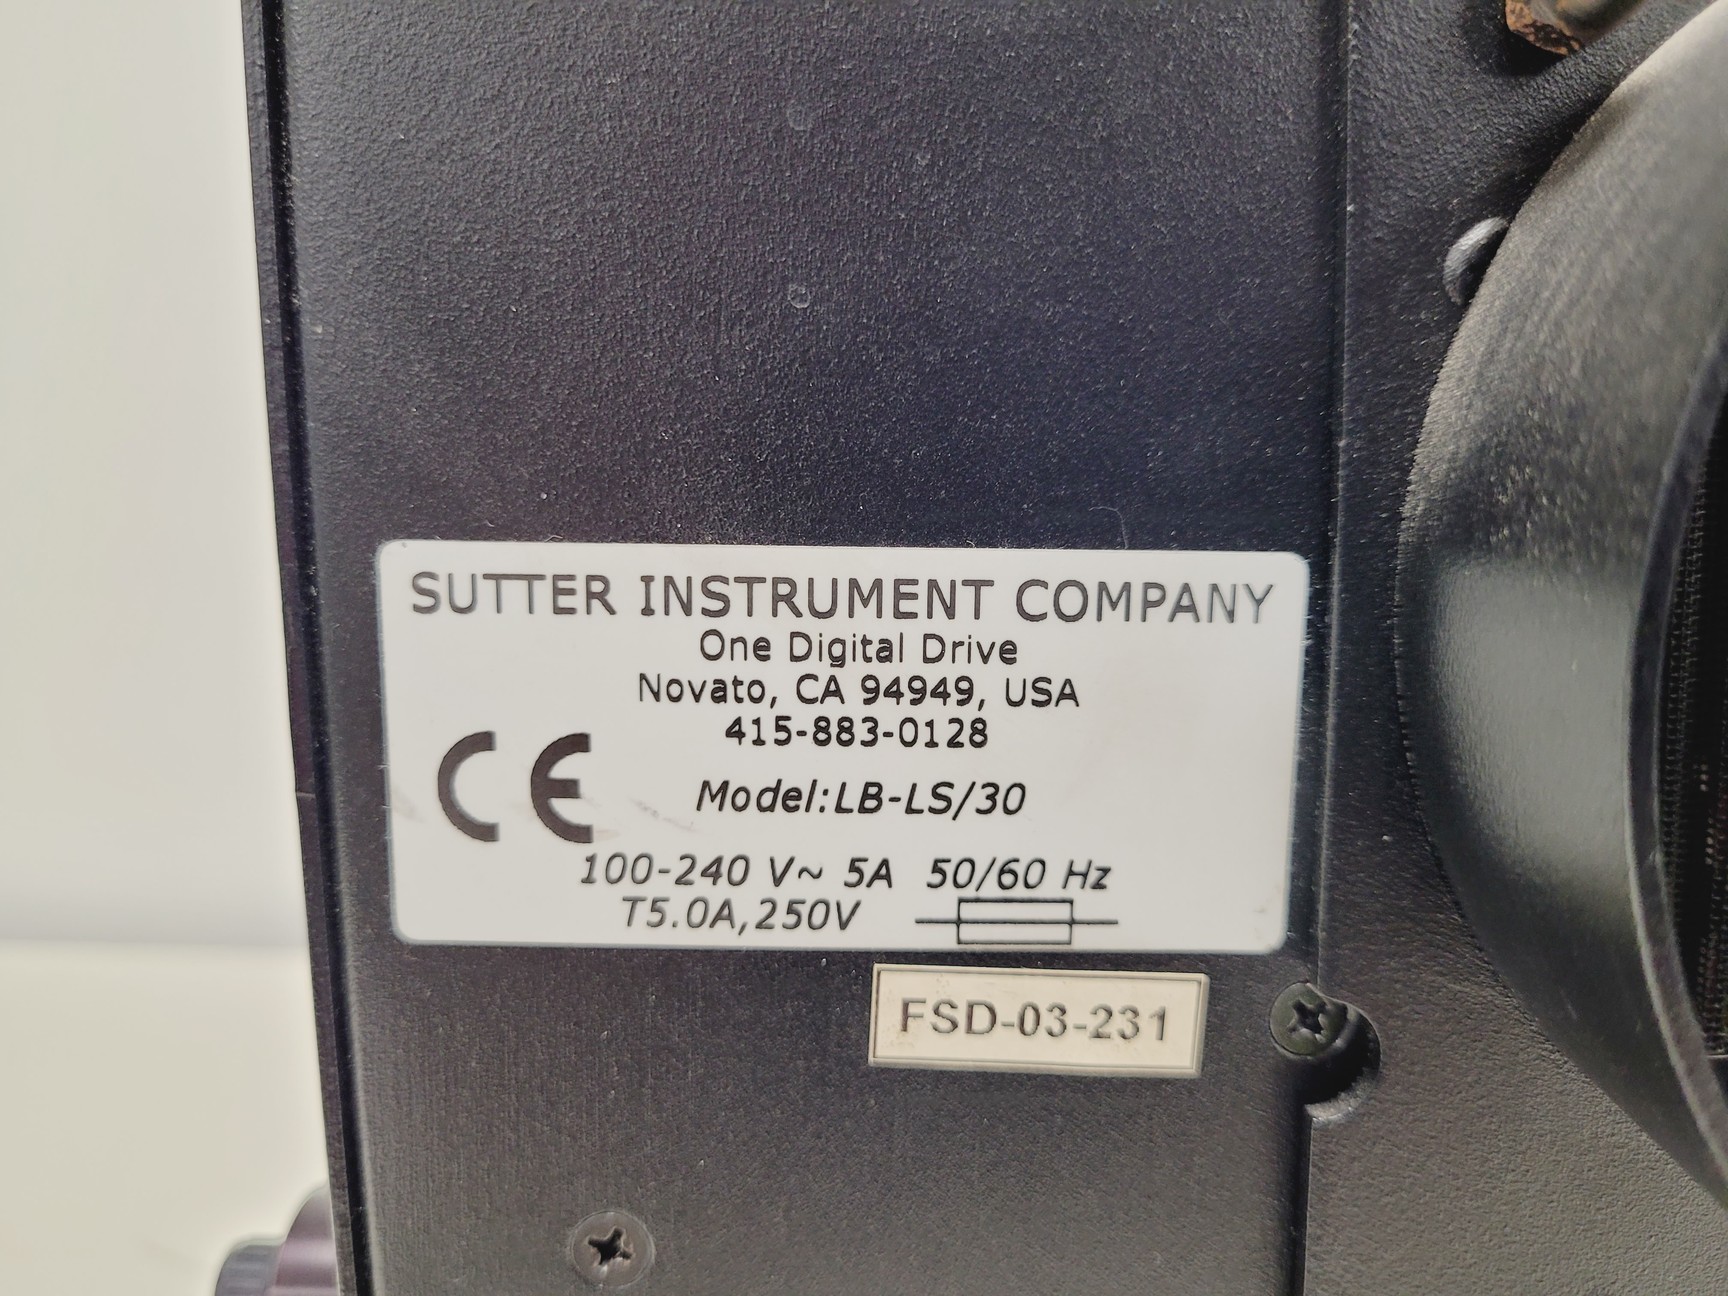 SUTTER INSTRUMENT COMPANY
One Digital Drive
Novato, CA 94949, USA
415-883-0128
CE
Model:LB-LS/30
100-240 V~ 5A 50/60 Hz
T5.0A,250V
FSD-03-231